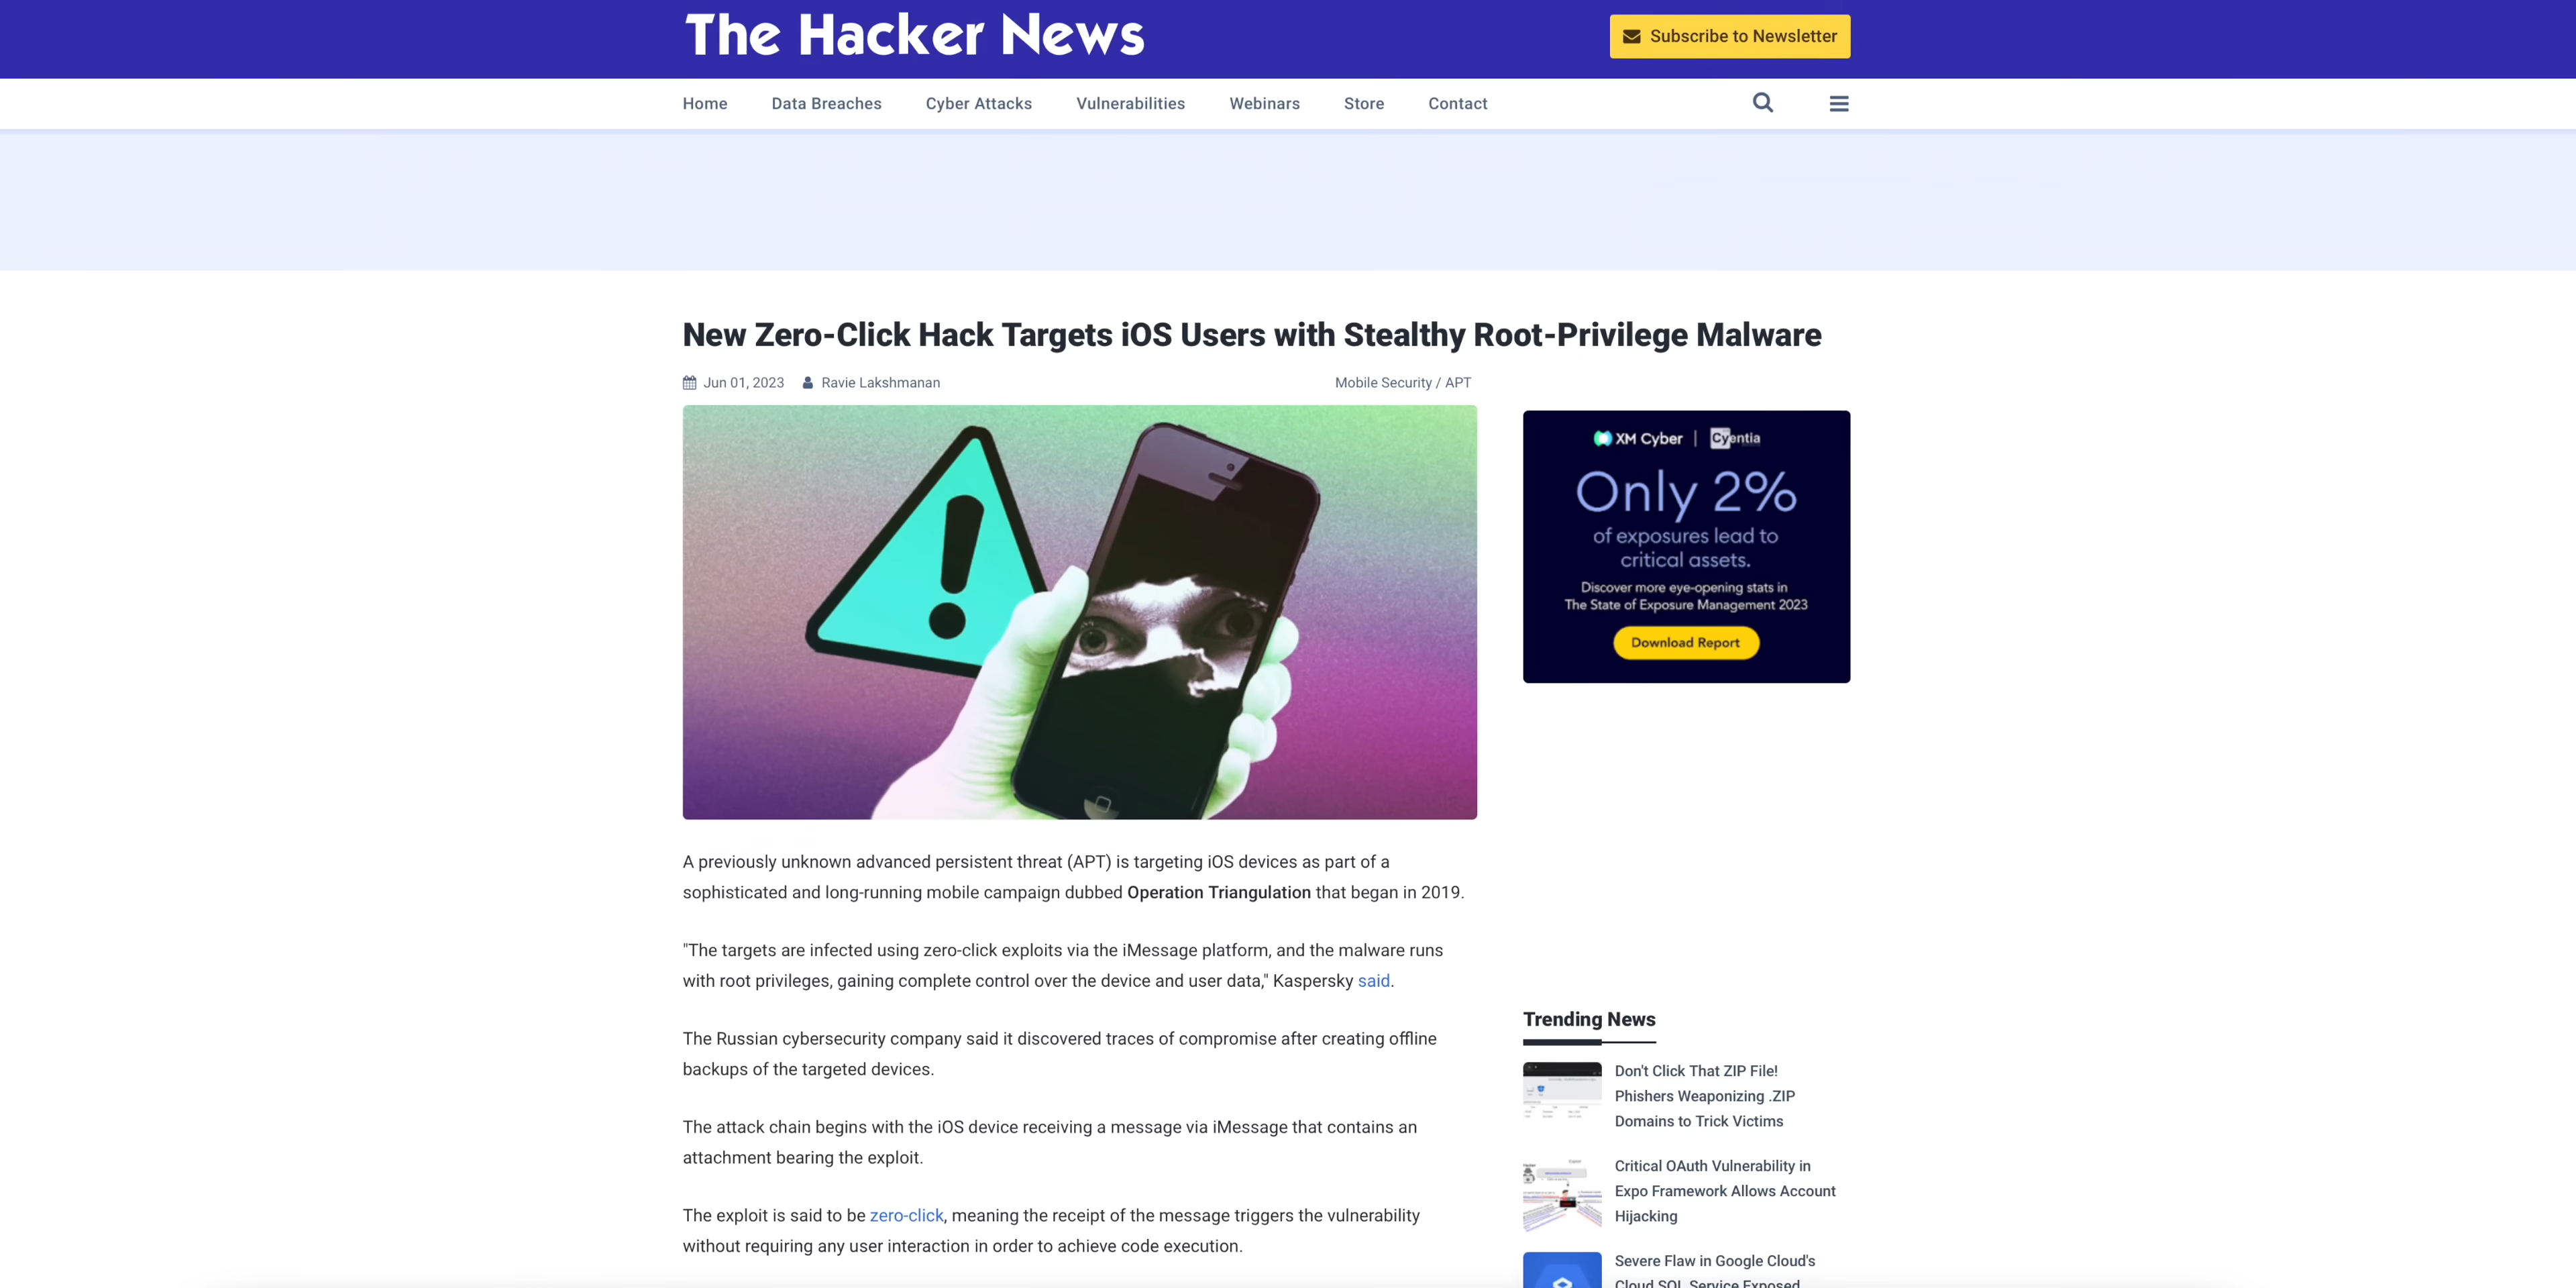 The Hacker News
Subscribe to Newsletter
Home Data Breaches Cyber Attacks Vulnerabilities Webinars Store Contact
New Zero-Click Hack Targets iOS Users with Stealthy Root-Privilege Malware
Jun 01, 2023 Ravie Lakshmanan Mobile Security / APT
XM Cyber | Cyentia
Only 2%
of exposures lead to
critical assets.
Discover more eye-opening stats in
The State of Exposure Management 2023
Download Report
A previously unknown advanced persistent threat (APT) is targeting iOS devices as part of a
sophisticated and long-running mobile campaign dubbed Operation Triangulation that began in 2019.
"The targets are infected using zero-click exploits via the iMessage platform, and the malware runs
with root privileges, gaining complete control over the device and user data," Kaspersky said.
The Russian cybersecurity company said it discovered traces of compromise after creating offline
backups of the targeted devices.
The attack chain begins with the iOS device receiving a message via iMessage that contains an
attachment bearing the exploit.
The exploit is said to be zero-click, meaning the receipt of the message triggers the vulnerability
without requiring any user interaction in order to achieve code execution.
Trending News
Don't Click That ZIP File!
Phishers Weaponizing .ZIP
Domains to Trick Victims
Critical OAuth Vulnerability in
Expo Framework Allows Account
Hijacking
Severe Flaw in Google Cloud's
Cloud SQL Service Exposed